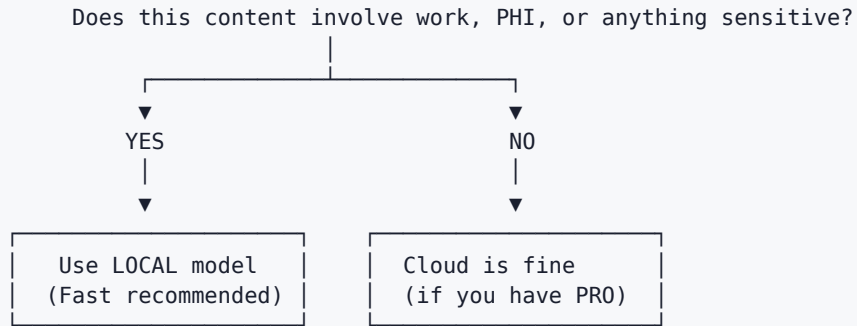 Does this content involve work, PHI, or anything sensitive?
YES NO
Use LOCAL model Cloud is fine
(Fast recommended) (if you have PRO)